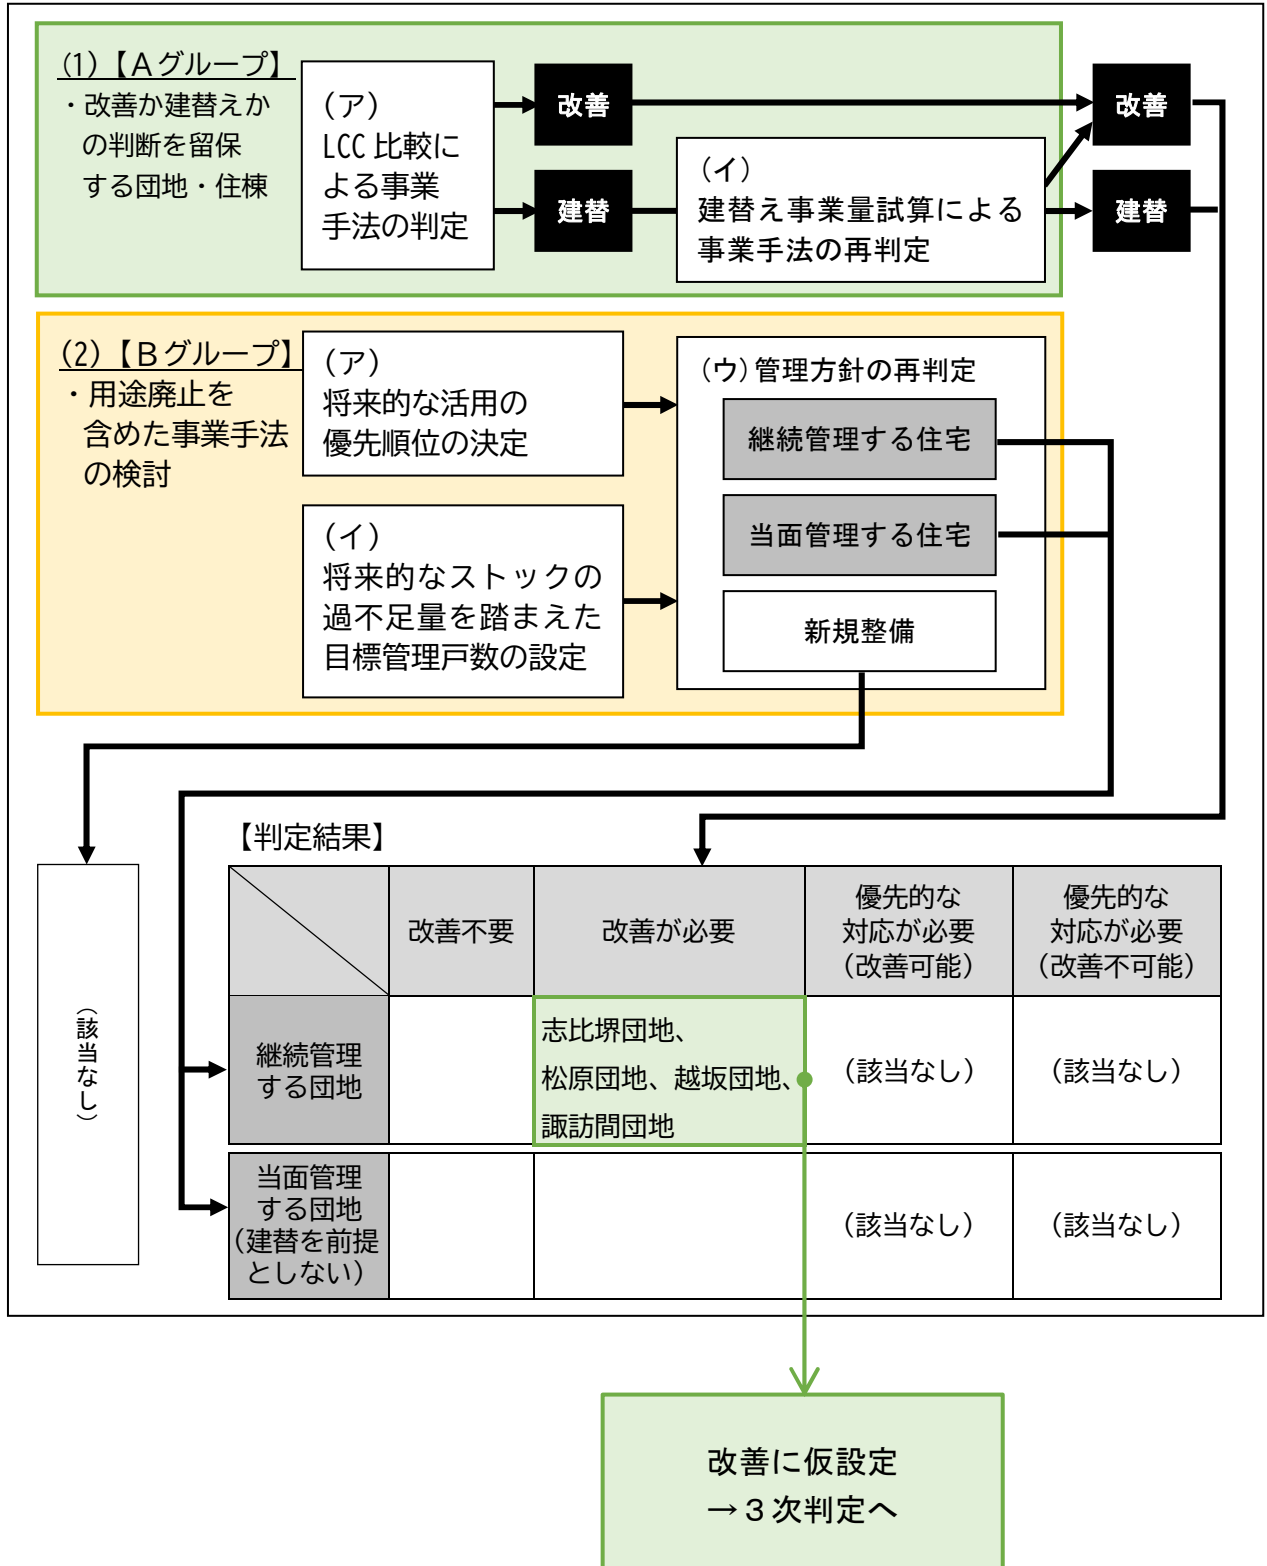 (1)【Aグループ】
・改善か建替えか
の判断を留保
する団地・住棟
(ア)
LCC 比較に
よる事業
手法の判定
改善
建替
(イ)
建替え事業量試算による
事業手法の再判定
改善
建替
(2)【Bグループ】
・用途廃止を
含めた事業手法
の検討
(ア)
将来的な活用の
優先順位の決定
(イ)
将来的なストックの
過不足量を踏まえた
目標管理戸数の設定
(ウ)管理方針の再判定
継続管理する住宅
当面管理する住宅
新規整備
(該当なし)
【判定結果】
改善不要
改善が必要
優先的な
対応が必要
(改善可能)
優先的な
対応が必要
(改善不可能)
継続管理
する団地
志比堺団地、
松原団地、越坂団地、
諏訪間団地
(該当なし)
(該当なし)
当面管理
する団地
(建替を前提
としない)
(該当なし)
(該当なし)
改善に仮設定
→３次判定へ